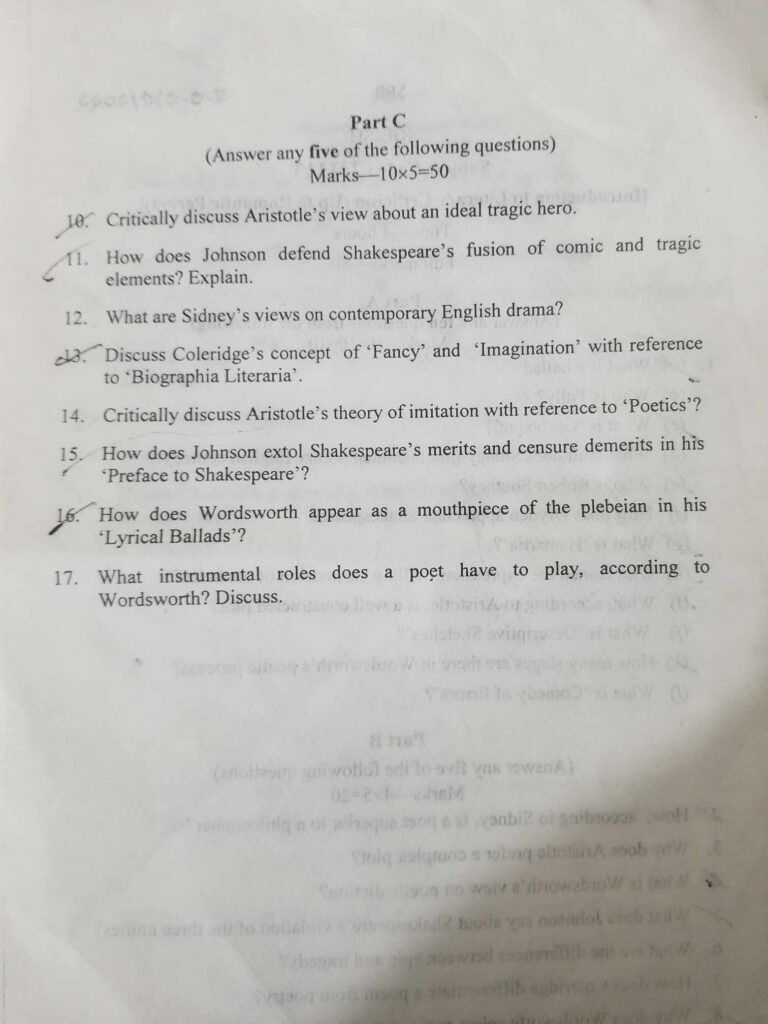 Part C
(Answer any five of the following questions)
Marks—10×5=50
10. Critically discuss Aristotle's view about an ideal tragic hero.
11. How does Johnson defend Shakespeare's fusion of comic and tragic
elements? Explain.
12. What are Sidney's views on contemporary English drama?
13. Discuss Coleridge's concept of 'Fancy' and 'Imagination' with reference
to 'Biographia Literaria'.
14. Critically discuss Aristotle's theory of imitation with reference to 'Poetics'?
15. How does Johnson extol Shakespeare's merits and censure demerits in his
'Preface to Shakespeare'?
16. How does Wordsworth appear as a mouthpiece of the plebeian in his
'Lyrical Ballads'?
17. What instrumental roles does a poet have to play, according to
Wordsworth? Discuss.